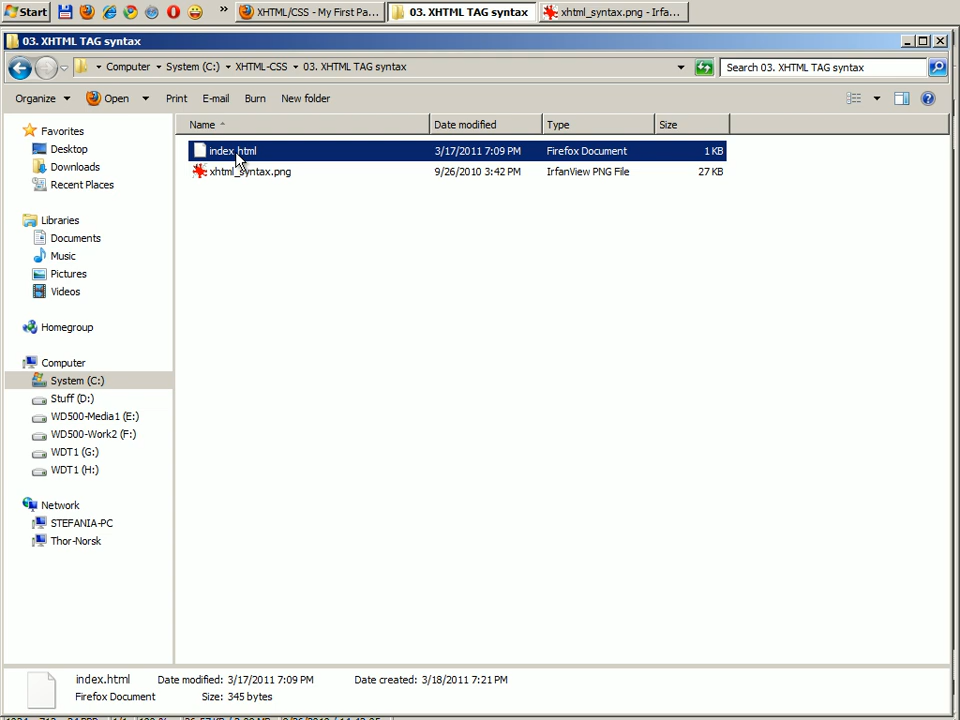 Start
»
XHTML/CSS - My First Pa...
03. XHTML TAG syntax
xhtml_syntax.png - Irfa...
03. XHTML TAG syntax
Computer
System (C:)
XHTML-CSS
03. XHTML TAG syntax
Search 03. XHTML TAG syntax
Organize
Open
Print
E-mail
Burn
New folder
Name
Date modified
Type
Size
index.html
3/17/2011 7:09 PM
Firefox Document
1 KB
xhtml_syntax.png
9/26/2010 3:42 PM
IrfanView PNG File
27 KB
Favorites
Desktop
Downloads
Recent Places
Libraries
Documents
Music
Pictures
Videos
Homegroup
Computer
System (C:)
Stuff (D:)
WD500-Media1 (E:)
WD500-Work2 (F:)
WDT1 (G:)
WDT1 (H:)
Network
STEFANIA-PC
Thor-Norsk
index.html
Date modified: 3/17/2011 7:09 PM
Date created: 3/18/2011 7:21 PM
Firefox Document
Size: 345 bytes